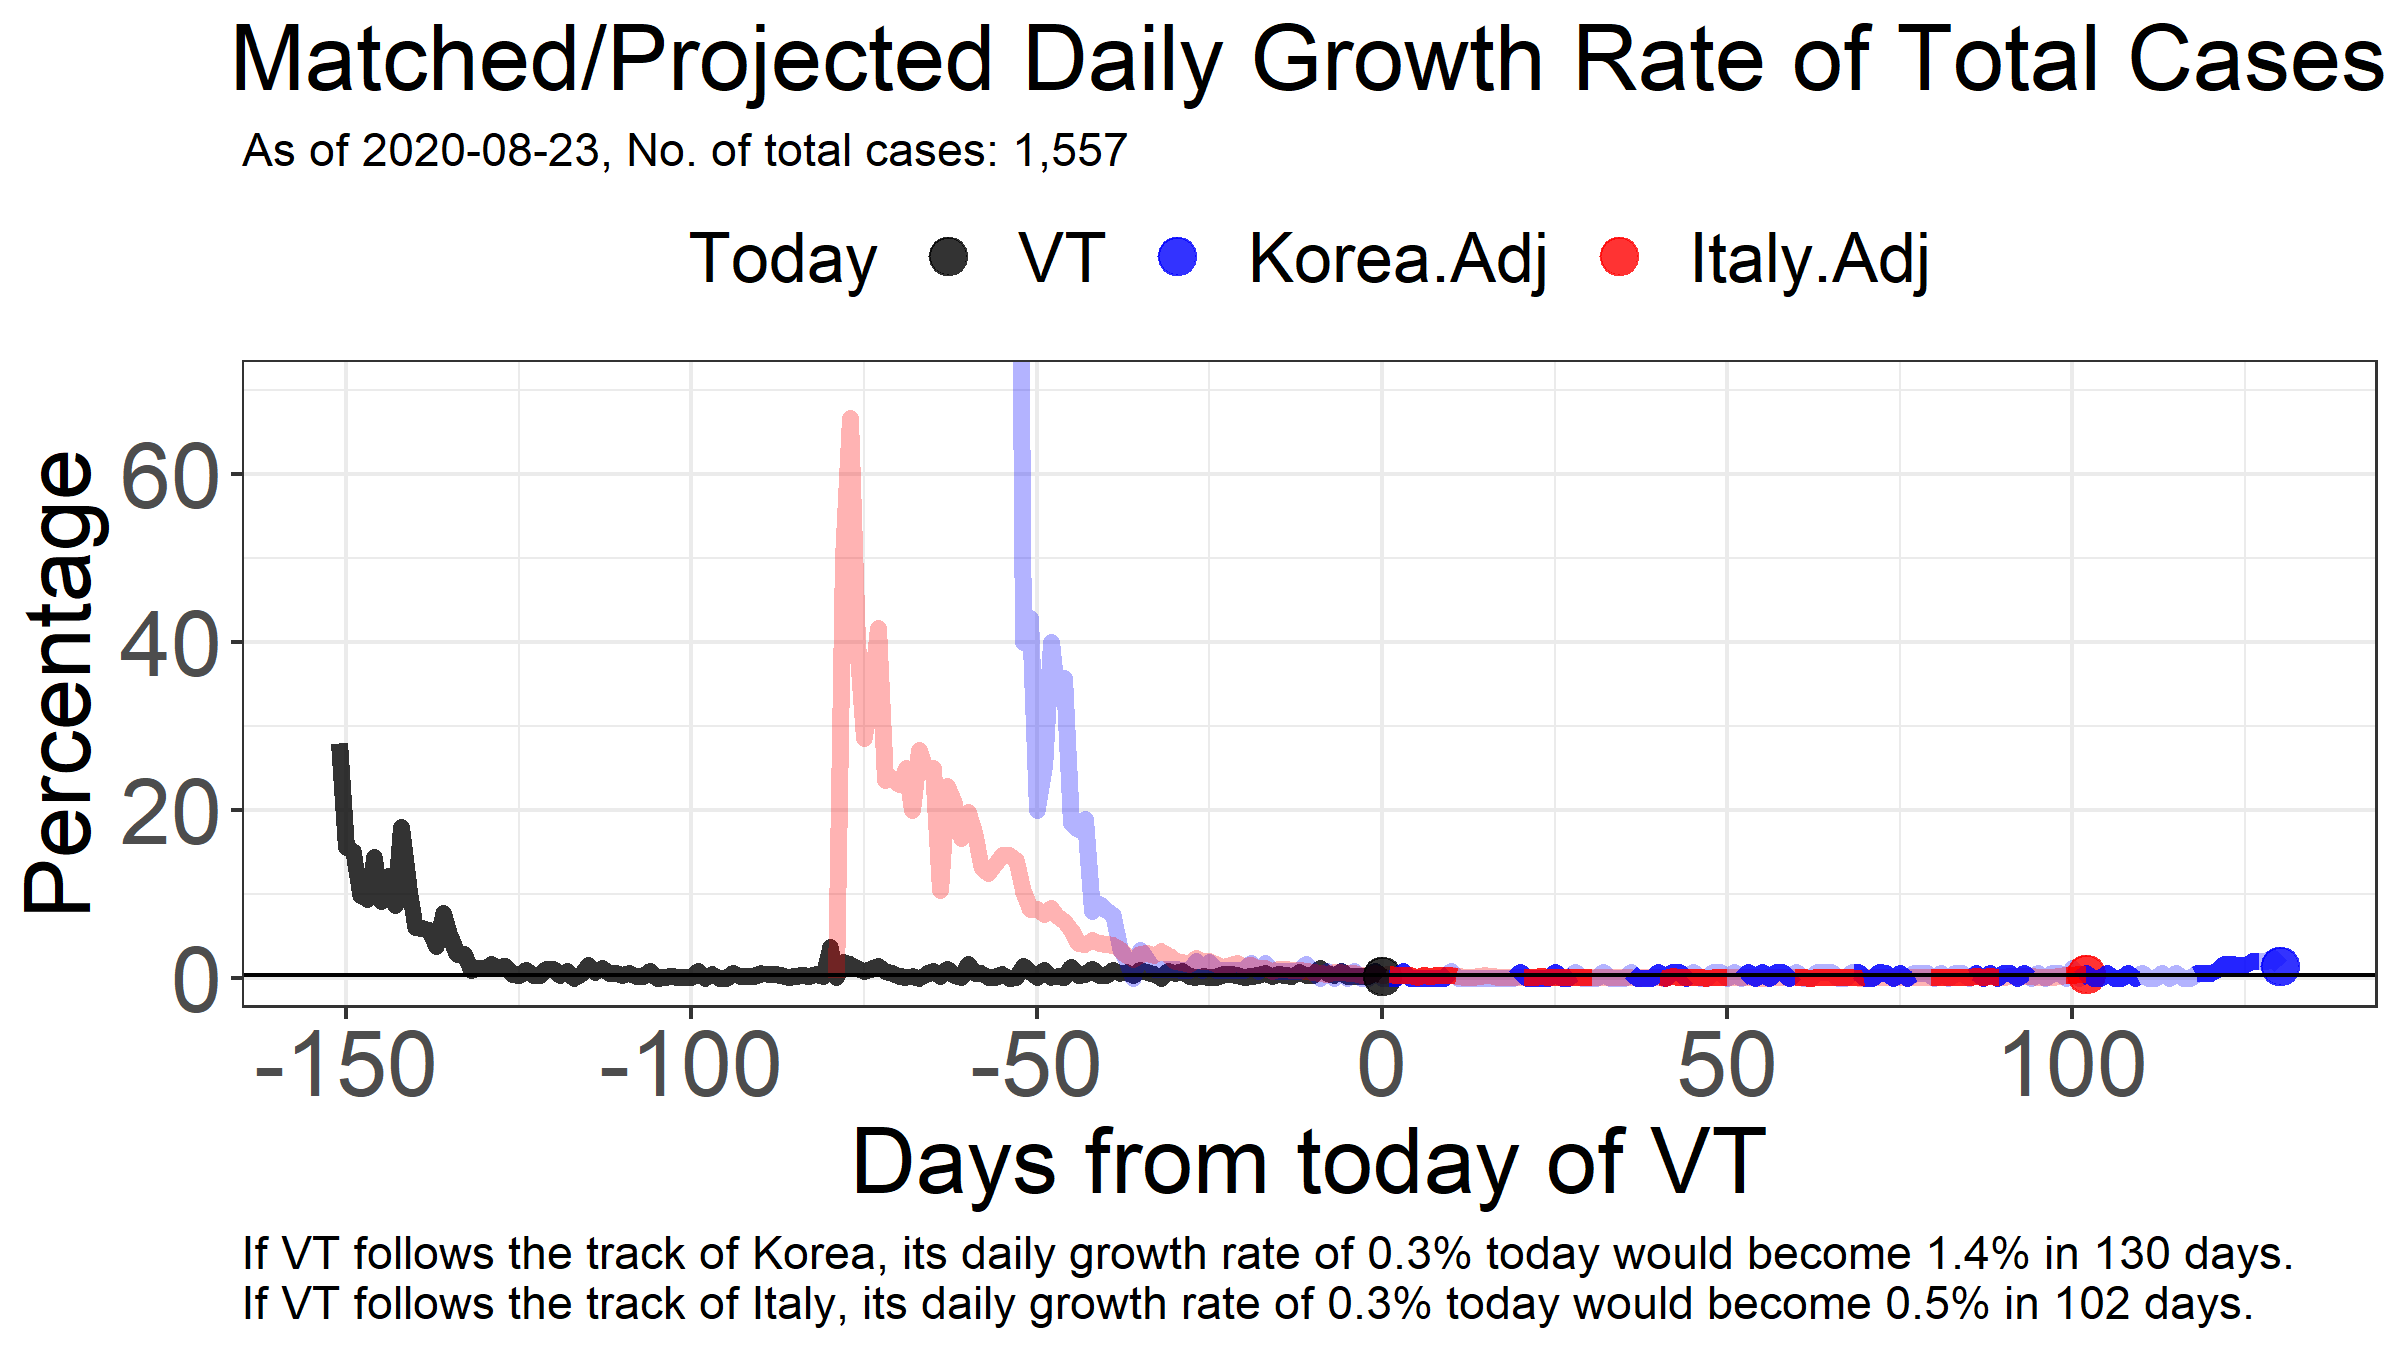 Matched/Projected Daily Growth Rate of Total Cases
As of 2020-08-23, No. of total cases: 1,557
Today VT Korea.Adj Italy.Adj
Percentage
60
40
20
0
-150 -100 -50 0 50 100
Days from today of VT
If VT follows the track of Korea, its daily growth rate of 0.3% today would become 1.4% in 130 days.
If VT follows the track of Italy, its daily growth rate of 0.3% today would become 0.5% in 102 days.